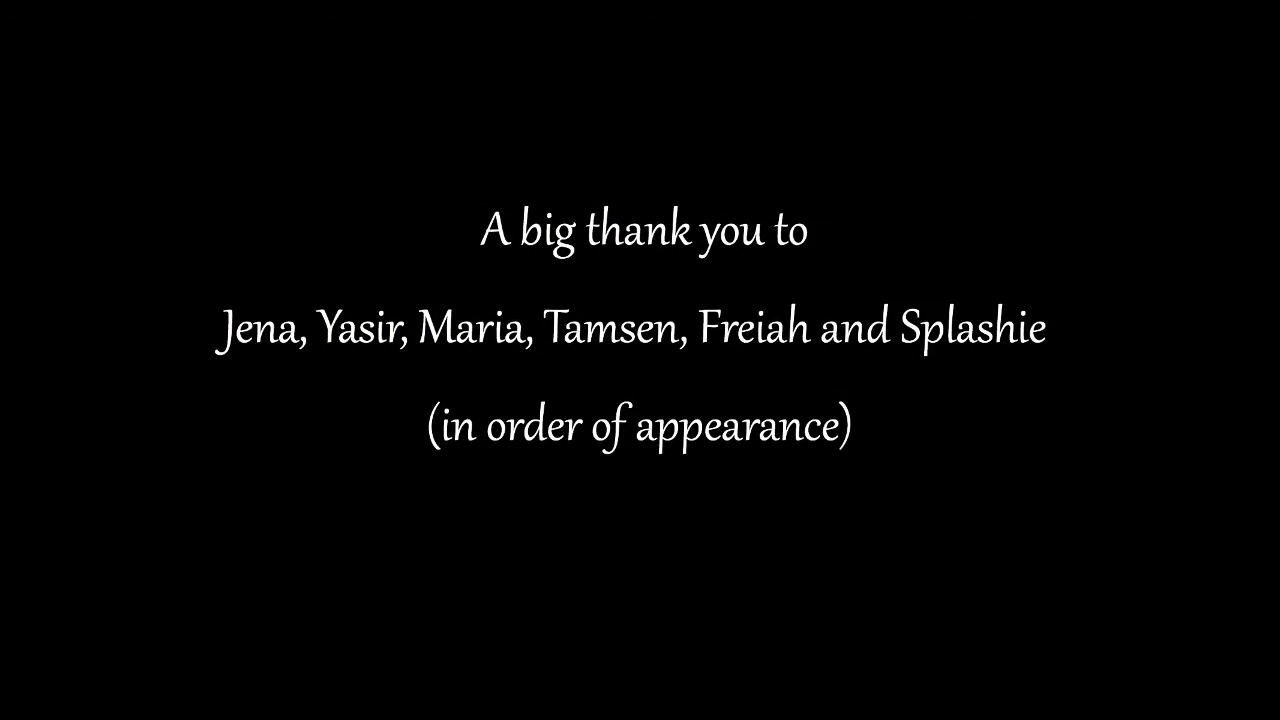 A big thank you to
Jena, Yasir, Maria, Tamsen, Freiah and Splashie
(in order of appearance)